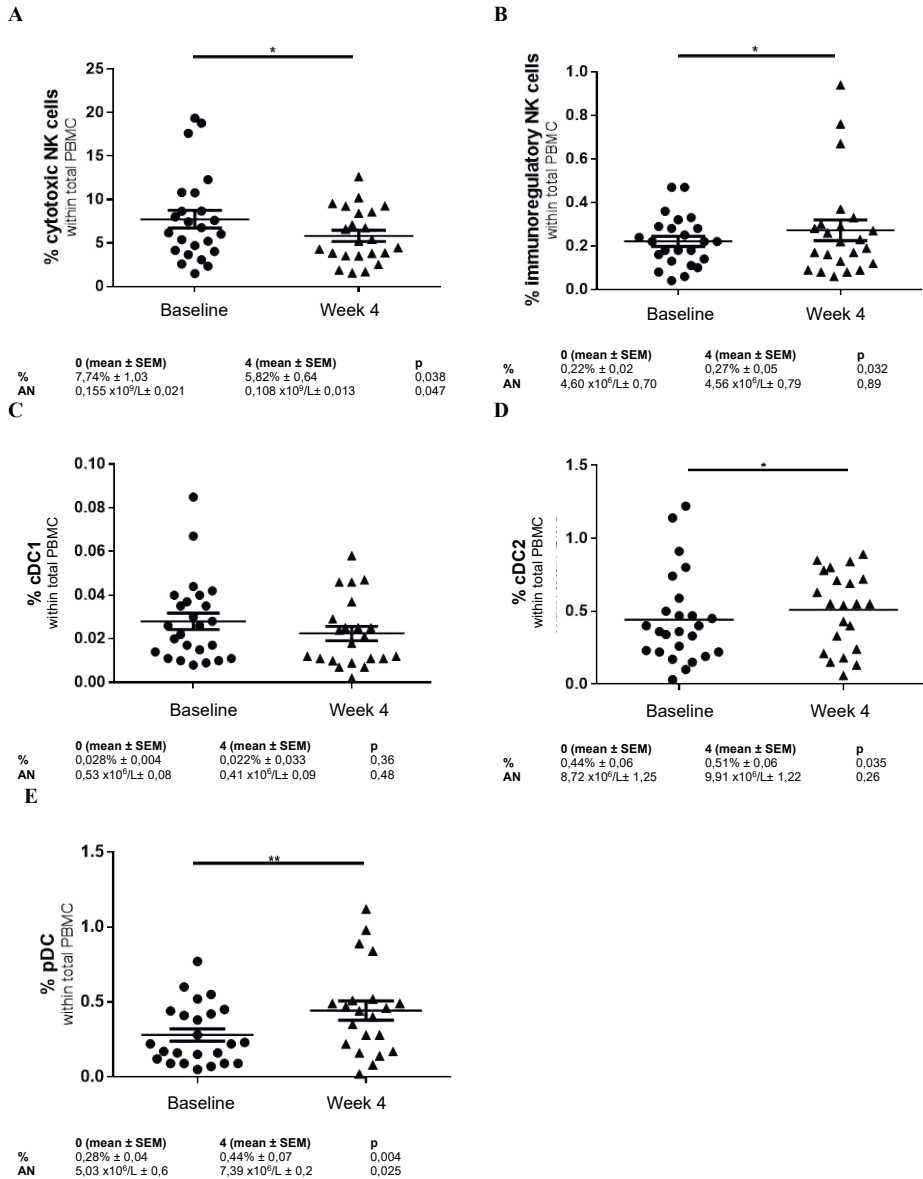 A
*
% cytotoxic NK cells
within total PBMC
25
20
15
10
5
0
Baseline Week 4
0 (mean ± SEM) 4 (mean ± SEM) p
% 7,74% ± 1,03 5,82% ± 0,64 0,038
AN 0,155 x10⁹/L± 0,021 0,108 x10⁹/L± 0,013 0,047
B
*
% immunoregulatory NK cells
within total PBMC
1.0
0.8
0.6
0.4
0.2
0.0
Baseline Week 4
0 (mean ± SEM) 4 (mean ± SEM) p
% 0,22% ± 0,02 0,27% ± 0,05 0,032
AN 4,60 x10⁶/L± 0,70 4,56 x10⁶/L± 0,79 0,89
C
% cDC1
within total PBMC
0.10
0.08
0.06
0.04
0.02
0.00
Baseline Week 4
0 (mean ± SEM) 4 (mean ± SEM) p
% 0,028% ± 0,004 0,022% ± 0,033 0,36
AN 0,53 x10⁶/L± 0,08 0,41 x10⁶/L± 0,09 0,48
D
*
% cDC2
within total PBMC
1.5
1.0
0.5
0.0
Baseline Week 4
0 (mean ± SEM) 4 (mean ± SEM) p
% 0,44% ± 0,06 0,51% ± 0,06 0,035
AN 8,72 x10⁶/L± 1,25 9,91 x10⁶/L± 1,22 0,26
E
**
% pDC
within total PBMC
1.5
1.0
0.5
0.0
Baseline Week 4
0 (mean ± SEM) 4 (mean ± SEM) p
% 0,28% ± 0,04 0,44% ± 0,07 0,004
AN 5,03 x10⁶/L ± 0,6 7,39 x10⁶/L ± 0,2 0,025